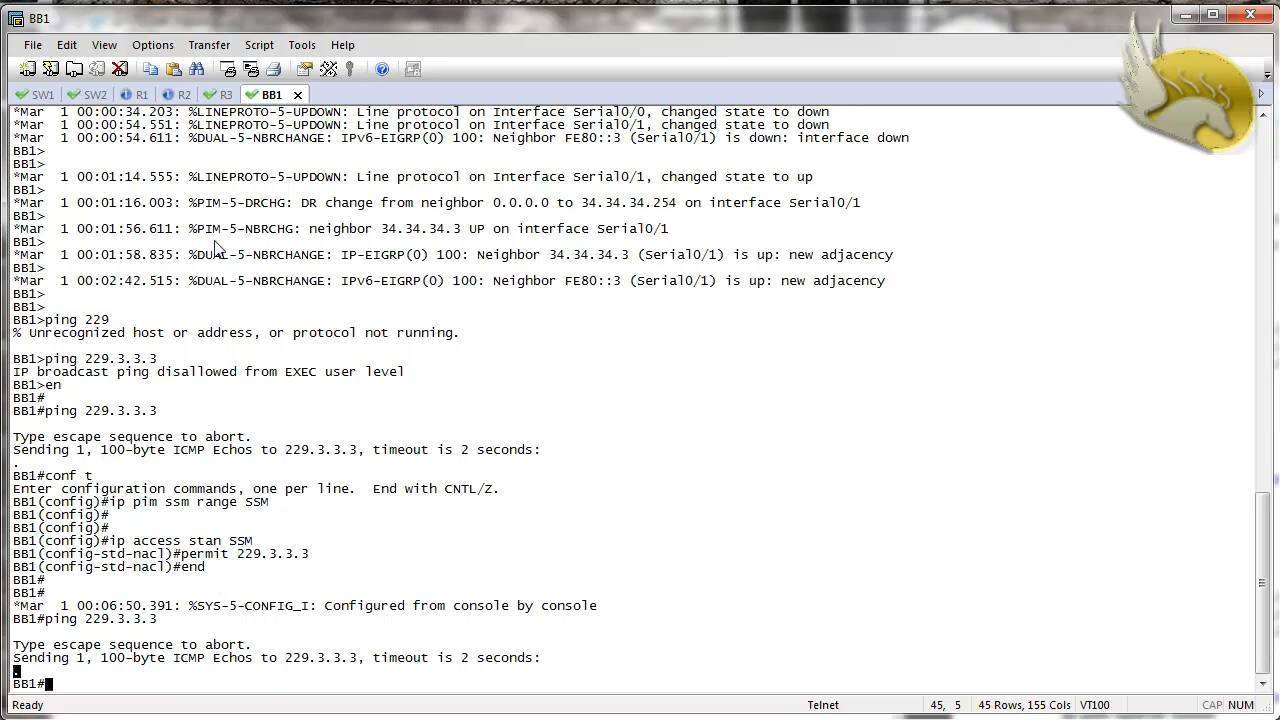 BB1
File Edit View Options Transfer Script Tools Help
SW1 SW2 R1 R2 R3 BB1
*Mar  1 00:00:34.203: %LINEPROTO-5-UPDOWN: Line protocol on Interface Serial0/0, changed state to down
*Mar  1 00:00:54.551: %LINEPROTO-5-UPDOWN: Line protocol on Interface Serial0/1, changed state to down
*Mar  1 00:00:54.611: %DUAL-5-NBRCHANGE: IPv6-EIGRP(0) 100: Neighbor FE80::3 (Serial0/1) is down: interface down
BB1>
BB1>
*Mar  1 00:01:14.555: %LINEPROTO-5-UPDOWN: Line protocol on Interface Serial0/1, changed state to up
BB1>
*Mar  1 00:01:16.003: %PIM-5-DRCHG: DR change from neighbor 0.0.0.0 to 34.34.34.254 on interface Serial0/1
BB1>
*Mar  1 00:01:56.611: %PIM-5-NBRCHG: neighbor 34.34.34.3 UP on interface Serial0/1
BB1>
*Mar  1 00:01:58.835: %DUAL-5-NBRCHANGE: IP-EIGRP(0) 100: Neighbor 34.34.34.3 (Serial0/1) is up: new adjacency
BB1>
*Mar  1 00:02:42.515: %DUAL-5-NBRCHANGE: IPv6-EIGRP(0) 100: Neighbor FE80::3 (Serial0/1) is up: new adjacency
BB1>
BB1>
BB1>ping 229
% Unrecognized host or address, or protocol not running.
BB1>ping 229.3.3.3
IP broadcast ping disallowed from EXEC user level
BB1>en
BB1#
BB1#ping 229.3.3.3
Type escape sequence to abort.
Sending 1, 100-byte ICMP Echos to 229.3.3.3, timeout is 2 seconds:
.
BB1#conf t
Enter configuration commands, one per line.  End with CNTL/Z.
BB1(config)#ip pim ssm range SSM
BB1(config)#
BB1(config)#
BB1(config)#ip access stan SSM
BB1(config-std-nacl)#permit 229.3.3.3
BB1(config-std-nacl)#end
BB1#
BB1#
*Mar  1 00:06:50.391: %SYS-5-CONFIG_I: Configured from console by console
BB1#ping 229.3.3.3
Type escape sequence to abort.
Sending 1, 100-byte ICMP Echos to 229.3.3.3, timeout is 2 seconds:
.
BB1#
Ready Telnet 45, 5 45 Rows, 155 Cols VT100 CAP NUM